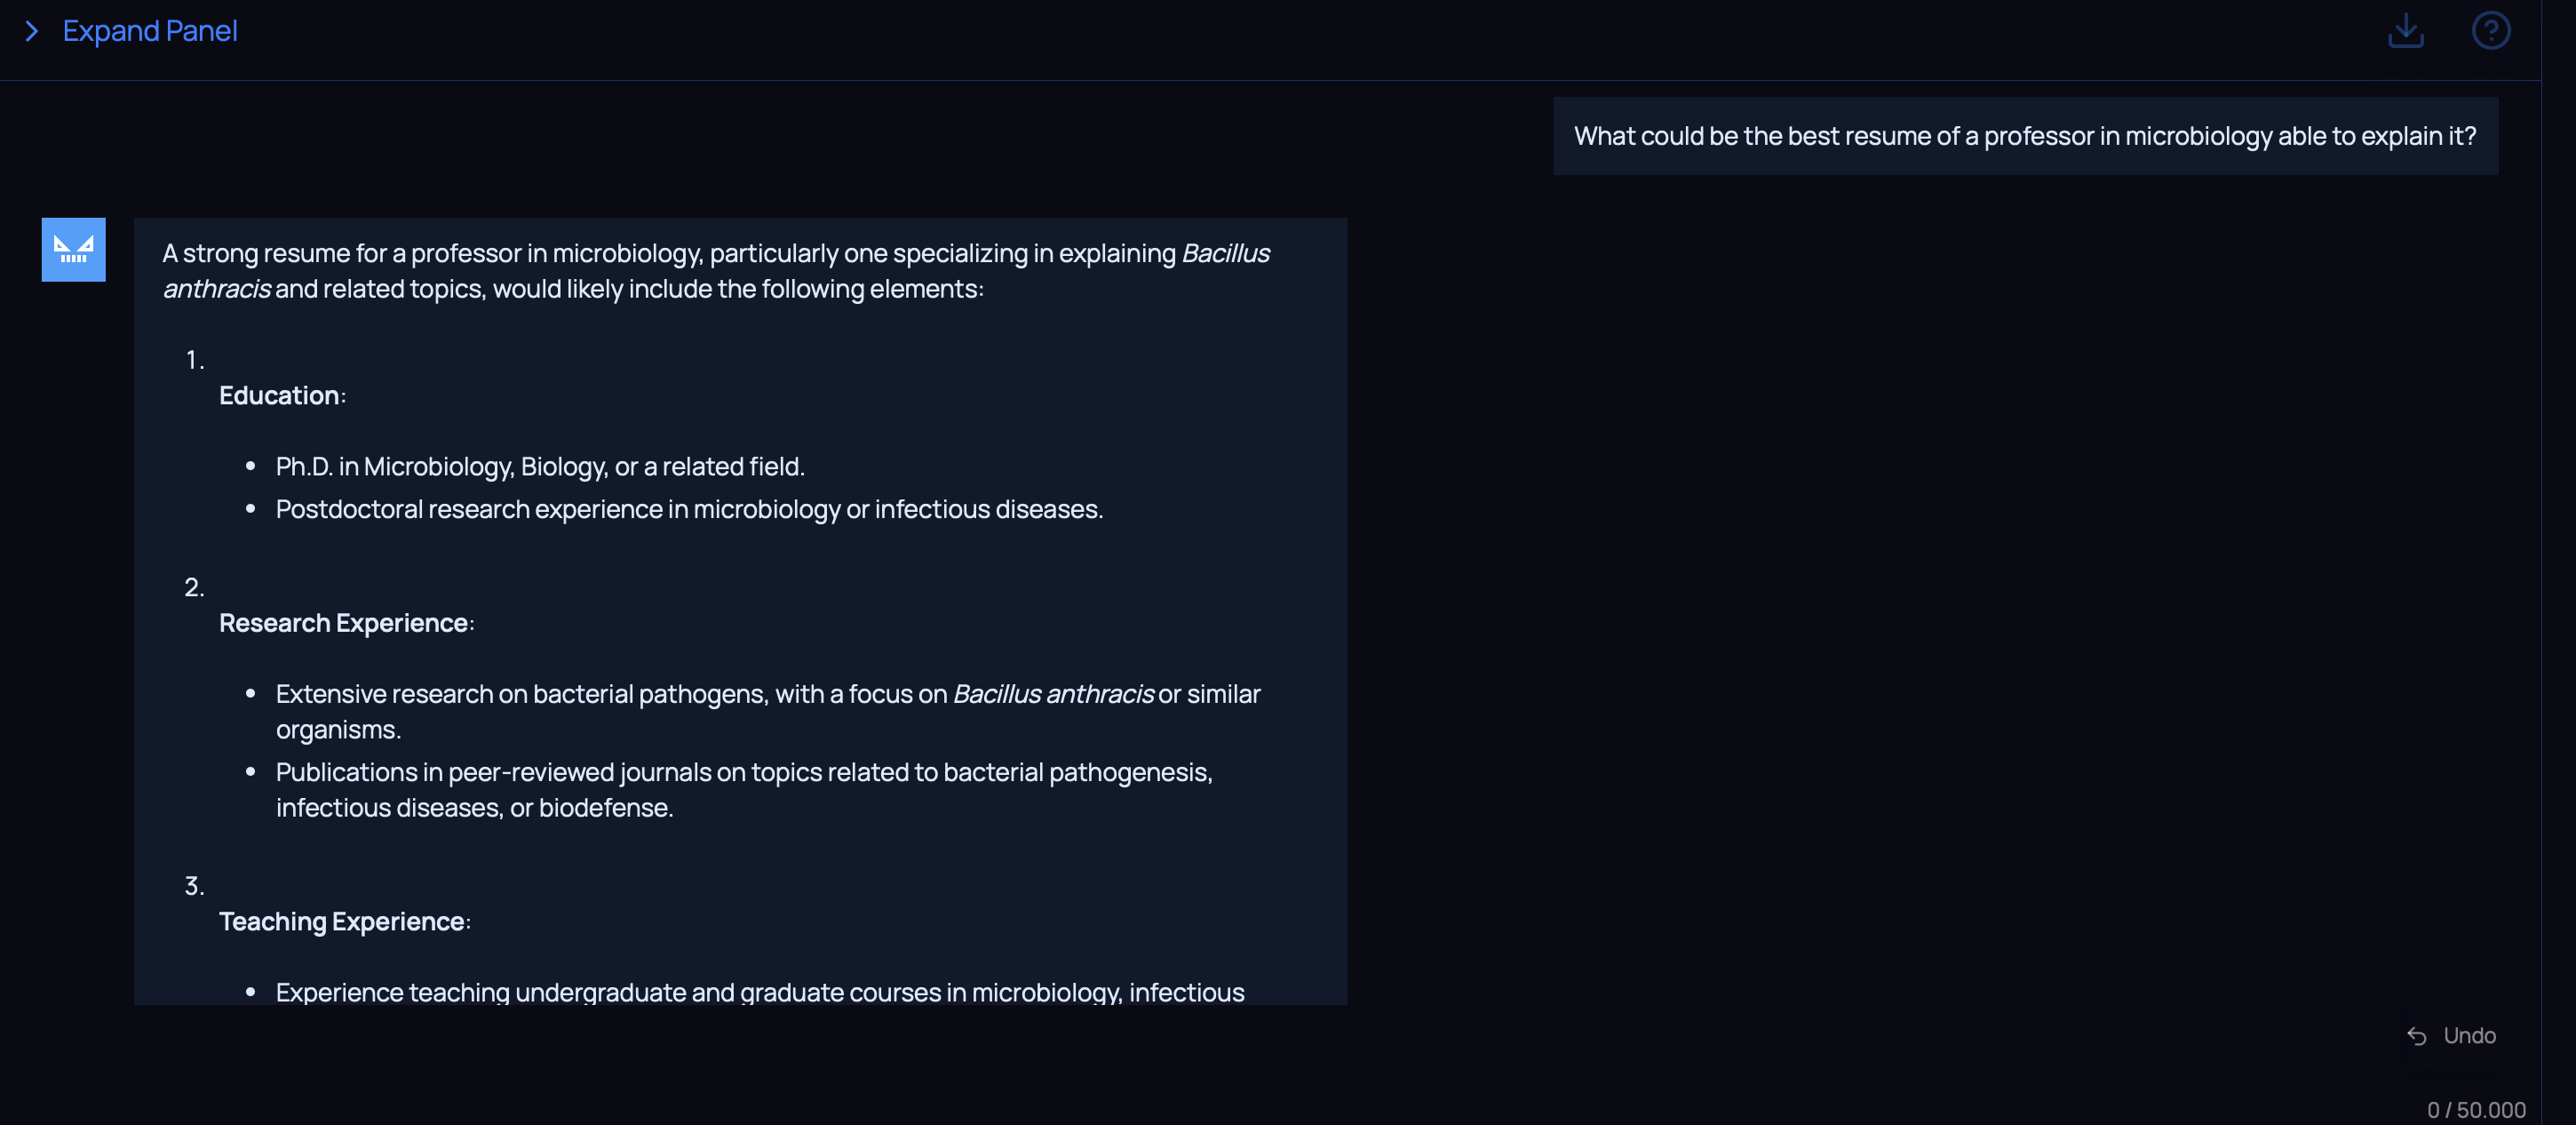 Expand Panel
What could be the best resume of a professor in microbiology able to explain it?
A strong resume for a professor in microbiology, particularly one specializing in explaining Bacillus
anthracis and related topics, would likely include the following elements:
1.
Education:
• Ph.D. in Microbiology, Biology, or a related field.
• Postdoctoral research experience in microbiology or infectious diseases.
2.
Research Experience:
• Extensive research on bacterial pathogens, with a focus on Bacillus anthracis or similar
organisms.
• Publications in peer-reviewed journals on topics related to bacterial pathogenesis,
infectious diseases, or biodefense.
3.
Teaching Experience:
• Experience teaching undergraduate and graduate courses in microbiology, infectious
Undo
0 / 50.000